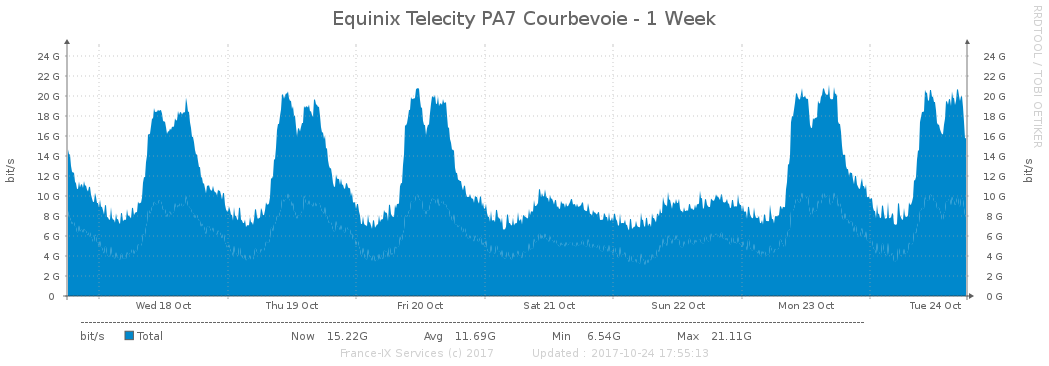 Equinix Telecity PA7 Courbevoie - 1 Week
RRDTOOL / TOBI OETIKER
bit/s
24 G 24 G
22 G 22 G
20 G 20 G
18 G 18 G
16 G 16 G
14 G 14 G
12 G 12 G
10 G 10 G
8 G 8 G
6 G 6 G
4 G 4 G
2 G 2 G
0 0 G
bit/s
Wed 18 Oct Thu 19 Oct Fri 20 Oct Sat 21 Oct Sun 22 Oct Mon 23 Oct Tue 24 Oct
bit/s Total Now 15.22G Avg 11.69G Min 6.54G Max 21.11G
France-IX Services (c) 2017 Updated : 2017-10-24 17:55:13